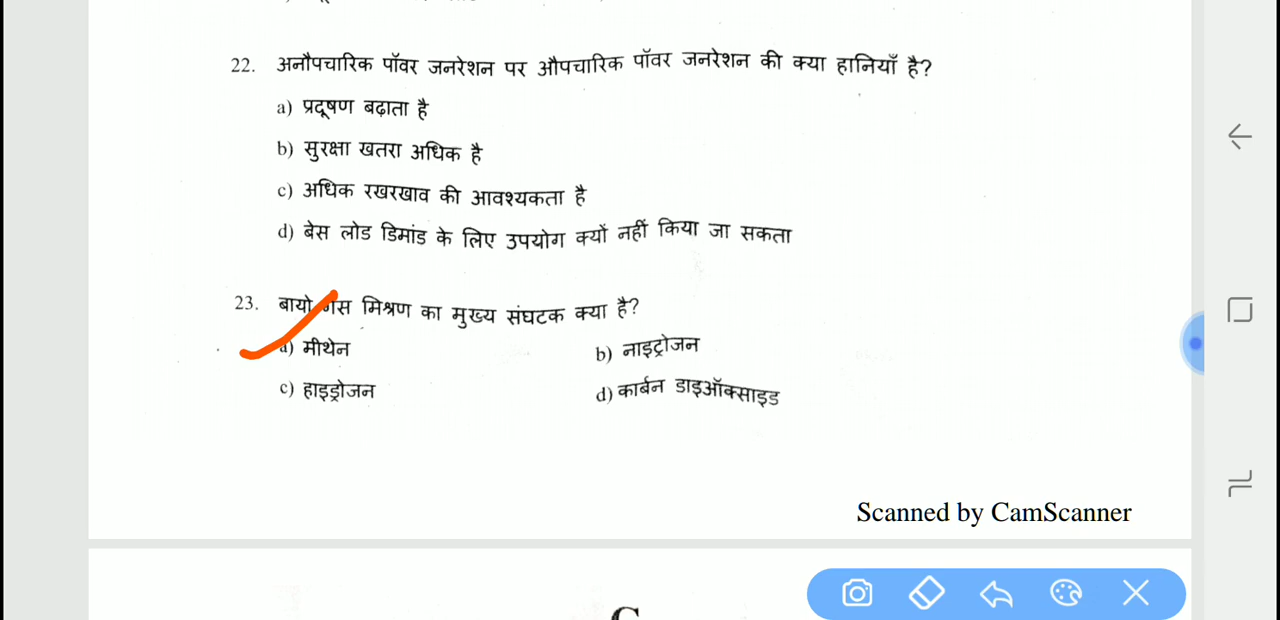 22. अनौपचारिक पॉवर जनरेशन पर औपचारिक पॉवर जनरेशन की क्या हानियाँ है?
a) प्रदूषण बढ़ाता है
b) सुरक्षा खतरा अधिक है
c) अधिक रखरखाव की आवश्यकता है
d) बेस लोड डिमांड के लिए उपयोग क्यों नहीं किया जा सकता
23. बायो गैस मिश्रण का मुख्य संघटक क्या है?
a) मीथेन b) नाइट्रोजन
c) हाइड्रोजन d) कार्बन डाइऑक्साइड
Scanned by CamScanner